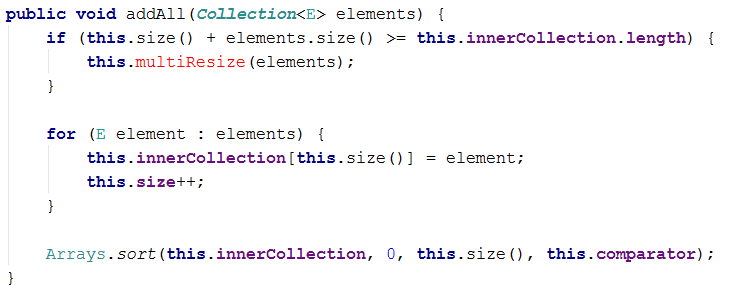 public void addAll(Collection<E> elements) {
    if (this.size() + elements.size() >= this.innerCollection.length) {
        this.multiResize(elements);
    }

    for (E element : elements) {
        this.innerCollection[this.size()] = element;
        this.size++;
    }

    Arrays.sort(this.innerCollection, 0, this.size(), this.comparator);
}